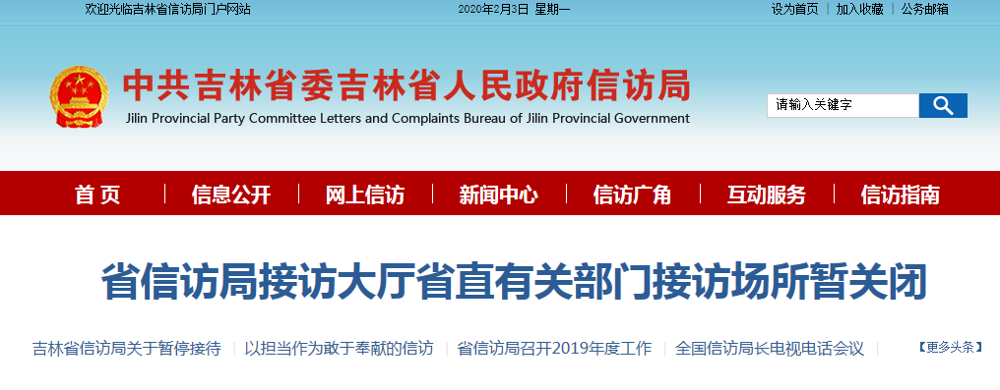 欢迎光临吉林省信访局门户网站 2020年2月3日 星期一 设为首页 | 加入收藏 | 公务邮箱
中共吉林省委吉林省人民政府信访局
Jilin Provincial Party Committee Letters and Complaints Bureau of Jilin Provincial Government
请输入关键字
首 页 | 信息公开 | 网上信访 | 新闻中心 | 信访广角 | 互动服务 | 信访指南
省信访局接访大厅省直有关部门接访场所暂关闭
吉林省信访局关于暂停接待 | 以担当作为敢于奉献的信访 | 省信访局召开2019年度工作 | 全国信访局长电视电话会议 | 【更多头条】